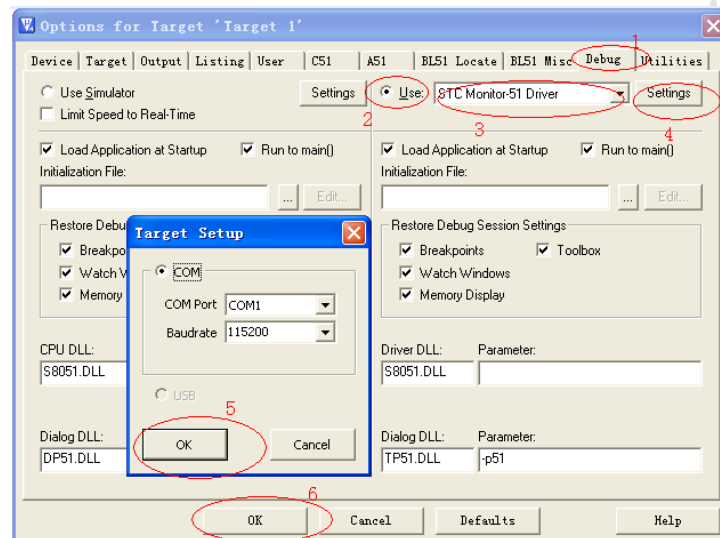 Options for Target 'Target 1'
1
Device Target Output Listing User C51 A51 BL51 Locate BL51 Misc Debug Utilities
Use Simulator Settings Use: STC Monitor-51 Driver Settings
Limit Speed to Real-Time
2 3 4
Load Application at Startup Run to main() Load Application at Startup Run to main()
Initialization File: Initialization File:
... Edit... ... Edit...
Restore Debu Restore Debug Session Settings
Breakpo Breakpoints Toolbox
Watch W Watch Windows
Memory Memory Display
Target Setup
COM
COM Port COM1
Baudrate 115200
USB
5
OK Cancel
CPU DLL: Driver DLL: Parameter:
S8051.DLL S8051.DLL
Dialog DLL: Dialog DLL: Parameter:
DP51.DLL TP51.DLL -p51
6
OK Cancel Defaults Help